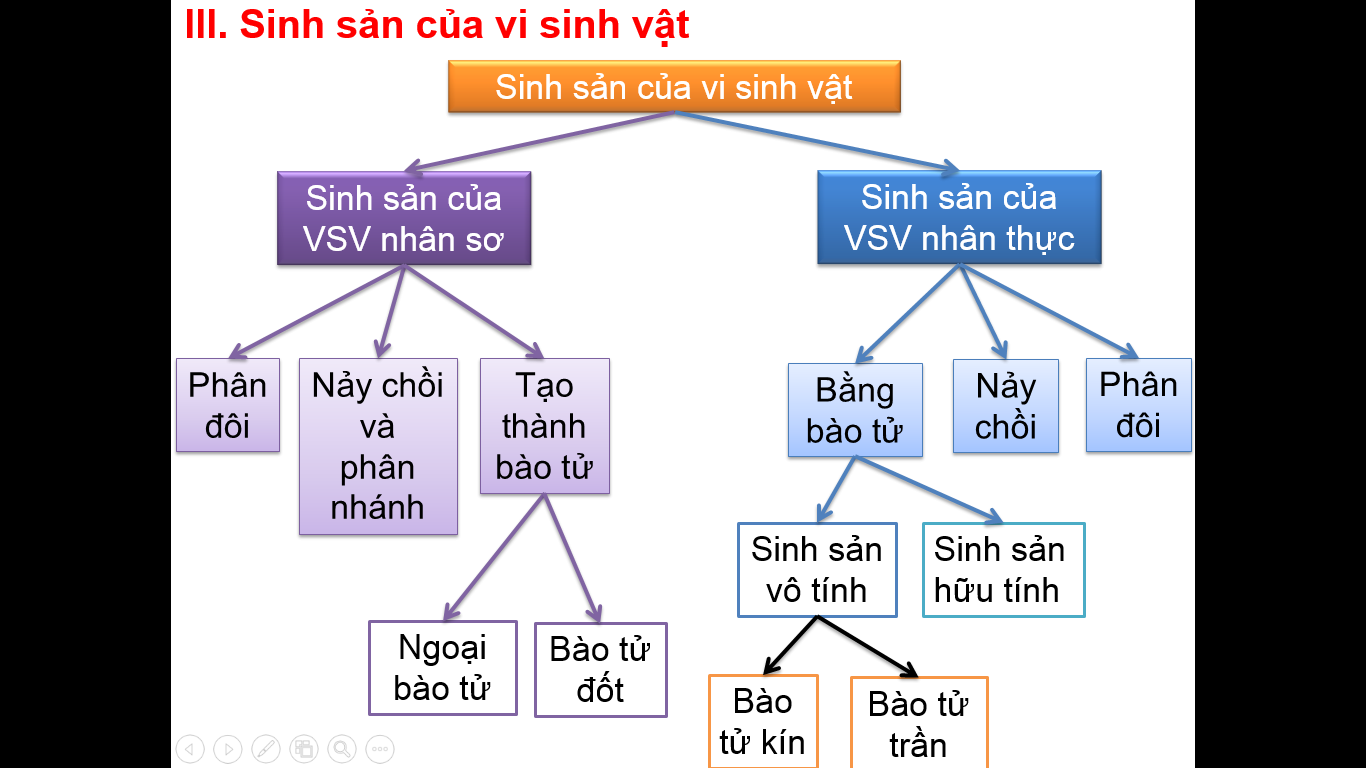 III. Sinh sản của vi sinh vật
Sinh sản của vi sinh vật
Sinh sản của
VSV nhân sơ
Sinh sản của
VSV nhân thực
Phân
đôi
Nảy chồi
và
phân
nhánh
Tạo
thành
bào tử
Bằng
bào tử
Nảy
chồi
Phân
đôi
Ngoại
bào tử
Bào tử
đốt
Sinh sản
vô tính
Sinh sản
hữu tính
Bào
tử kín
Bào tử
trần